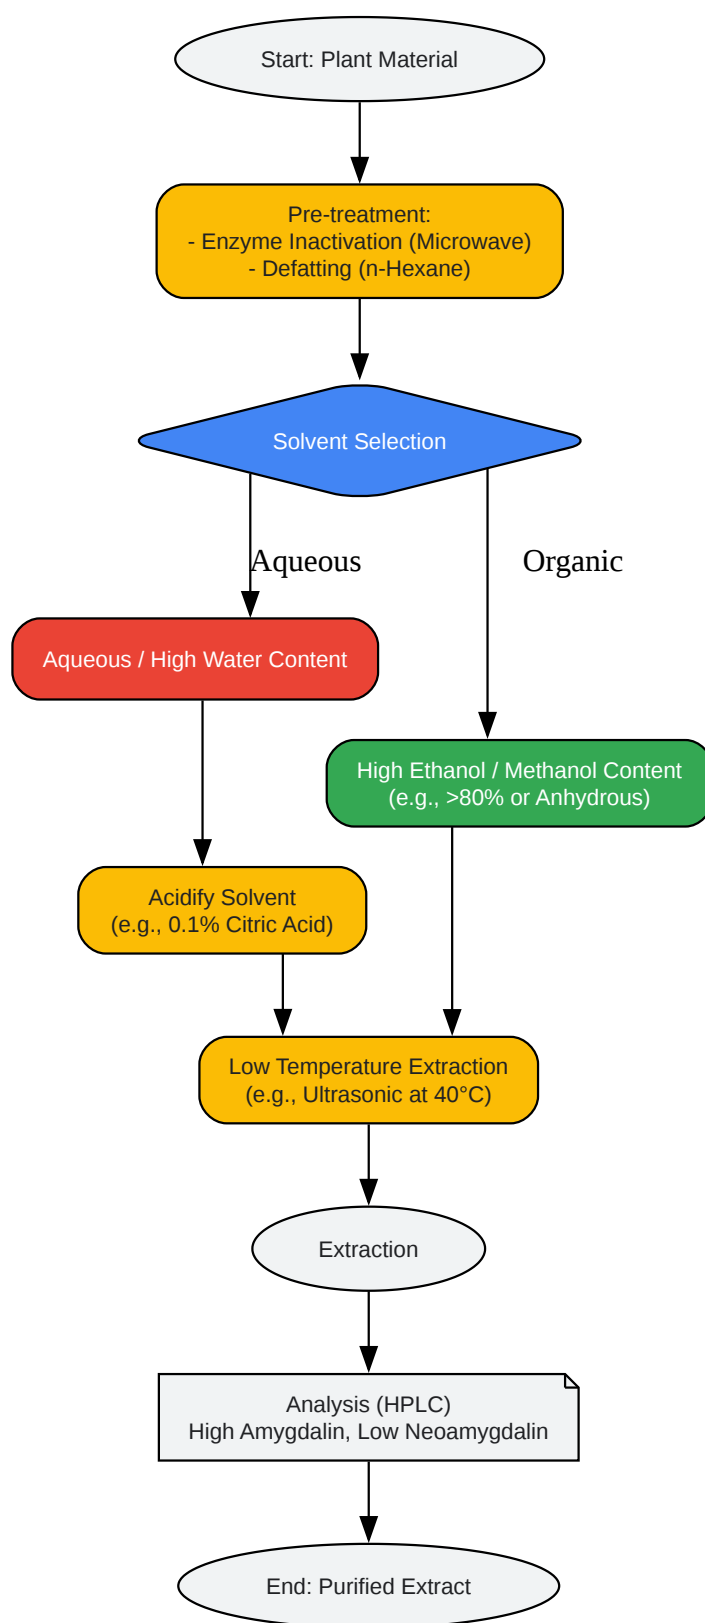 Start: Plant Material
Pre-treatment:
- Enzyme Inactivation (Microwave)
- Defatting (n-Hexane)
Solvent Selection
Aqueous
Organic
Aqueous / High Water Content
High Ethanol / Methanol Content
(e.g., >80% or Anhydrous)
Acidify Solvent
(e.g., 0.1% Citric Acid)
Low Temperature Extraction
(e.g., Ultrasonic at 40°C)
Extraction
Analysis (HPLC)
High Amygdalin, Low Neoamygdalin
End: Purified Extract